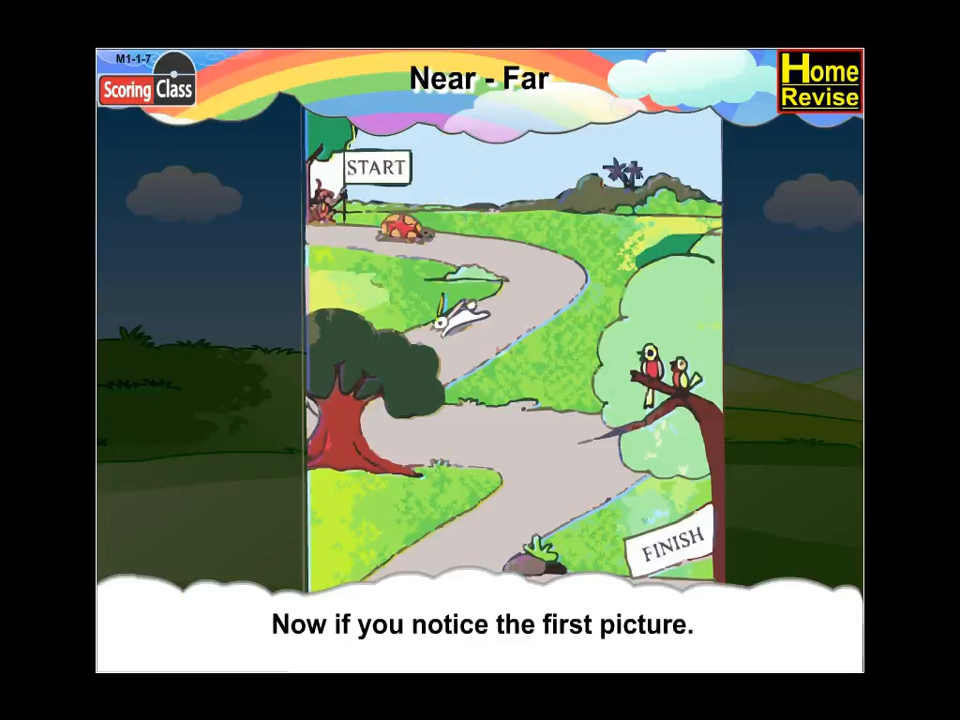 M1-1-7
Scoring Class
Near - Far
Home
Revise
START
FINISH
Now if you notice the first picture.